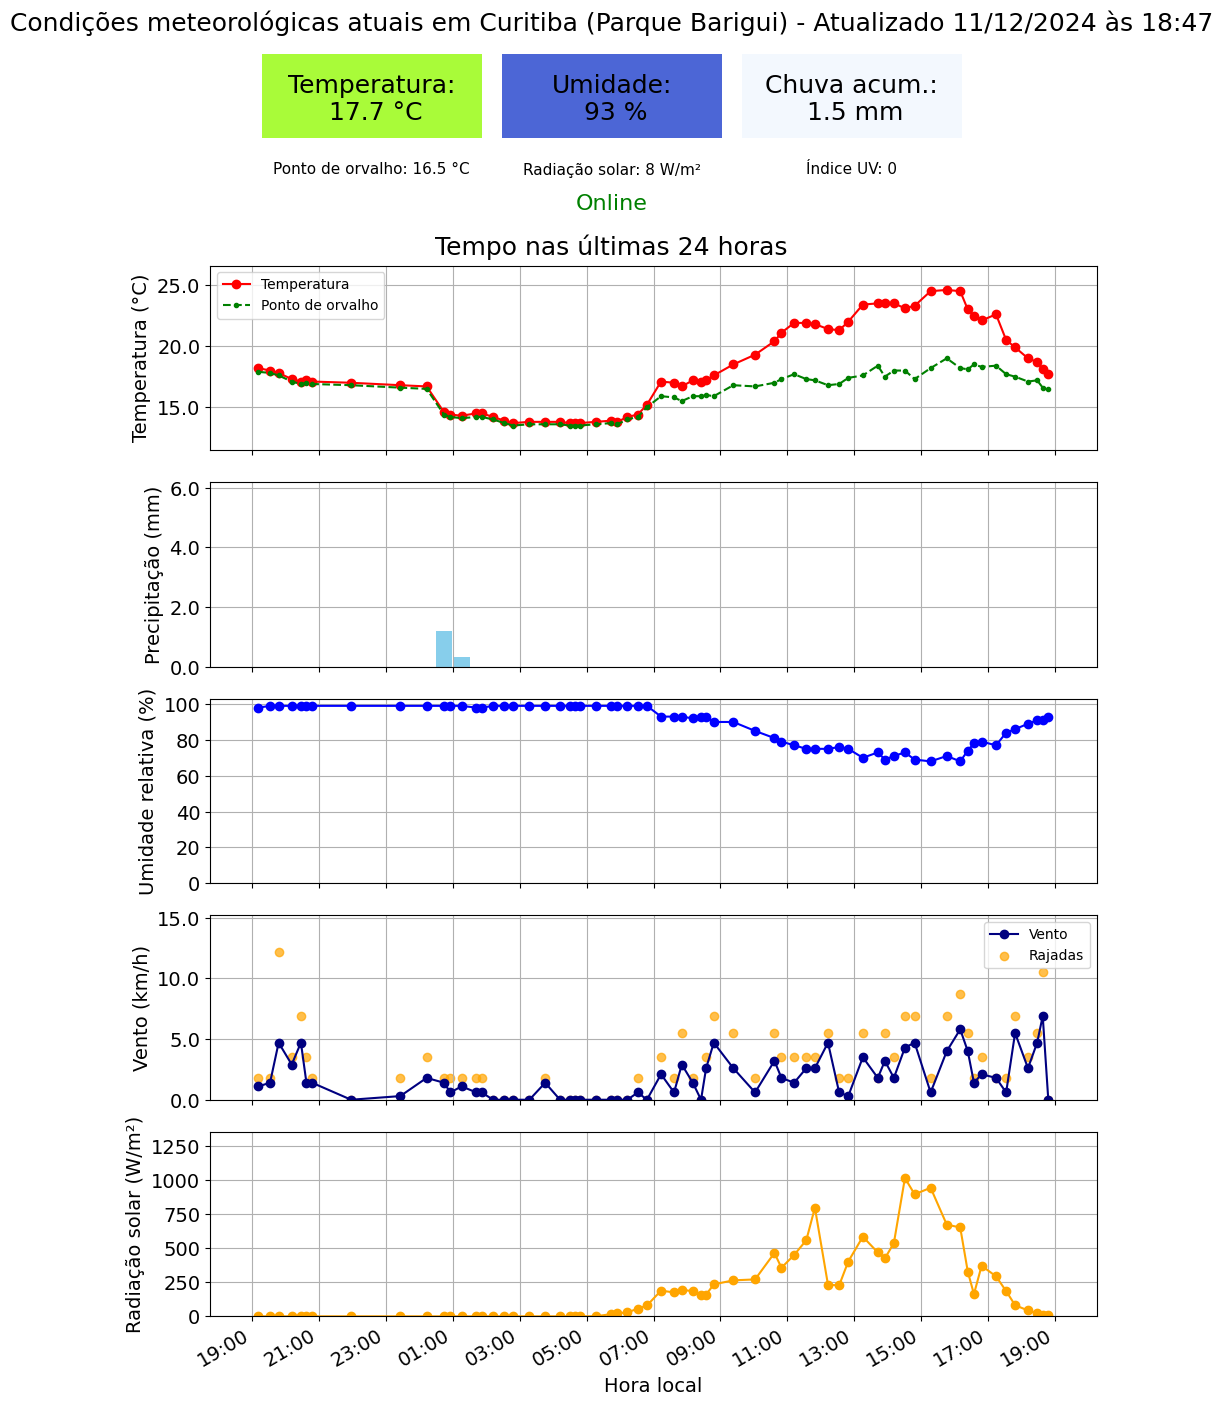 Condições meteorológicas atuais em Curitiba (Parque Barigui) - Atualizado 11/12/2024 às 18:47
Temperatura:
17.7 °C
Umidade:
93 %
Chuva acum.:
1.5 mm
Ponto de orvalho: 16.5 °C
Radiação solar: 8 W/m²
Índice UV: 0
Online
Tempo nas últimas 24 horas
Temperatura (°C)
25.0
20.0
15.0
Temperatura
Ponto de orvalho
Precipitação (mm)
6.0
4.0
2.0
0.0
Umidade relativa (%)
100
80
60
40
20
0
Vento (km/h)
15.0
10.0
5.0
0.0
Vento
Rajadas
Radiação solar (W/m²)
1250
1000
750
500
250
0
19:00
21:00
23:00
01:00
03:00
05:00
07:00
09:00
11:00
13:00
15:00
17:00
19:00
Hora local